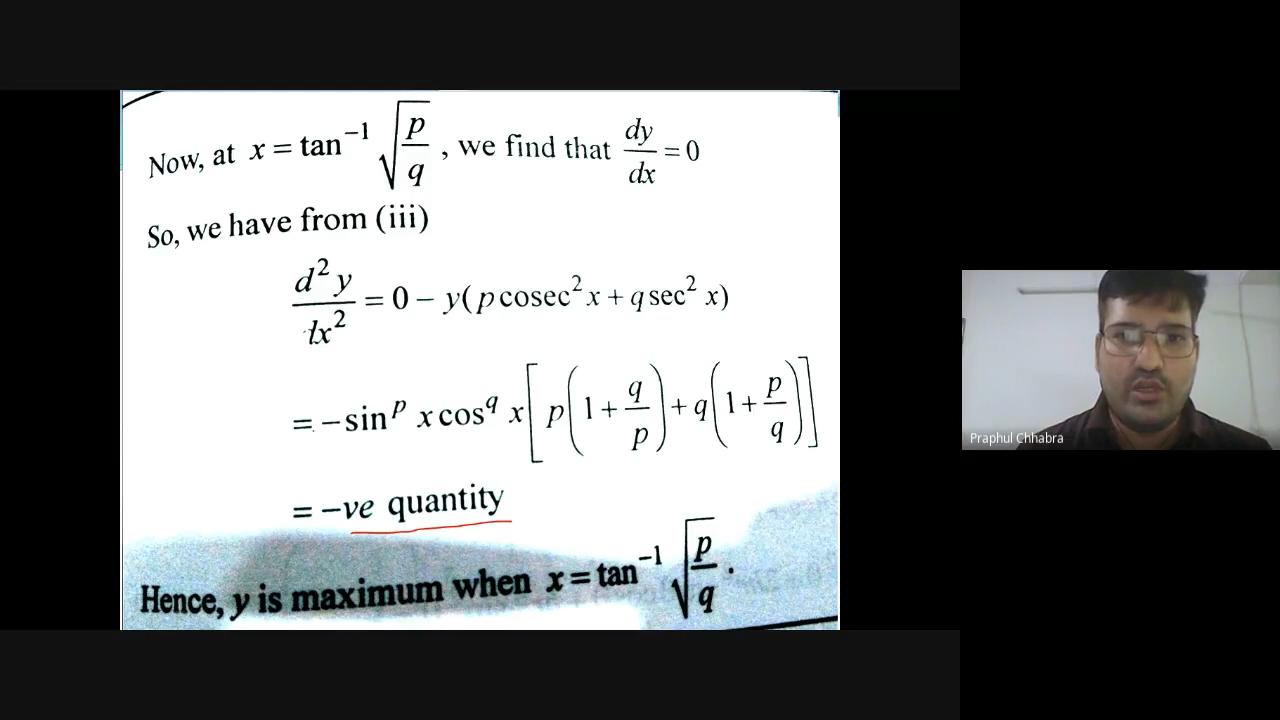 Now, at x = tan⁻¹ √(p/q) , we find that dy/dx = 0
So, we have from (iii)
d²y/dx² = 0 − y(p cosec² x + q sec² x)
= − sinᵖ x cos^q x [ p(1 + q/p) + q(1 + p/q) ]
= −ve quantity
Hence, y is maximum when x = tan⁻¹ √(p/q) .
Praphul Chhabra